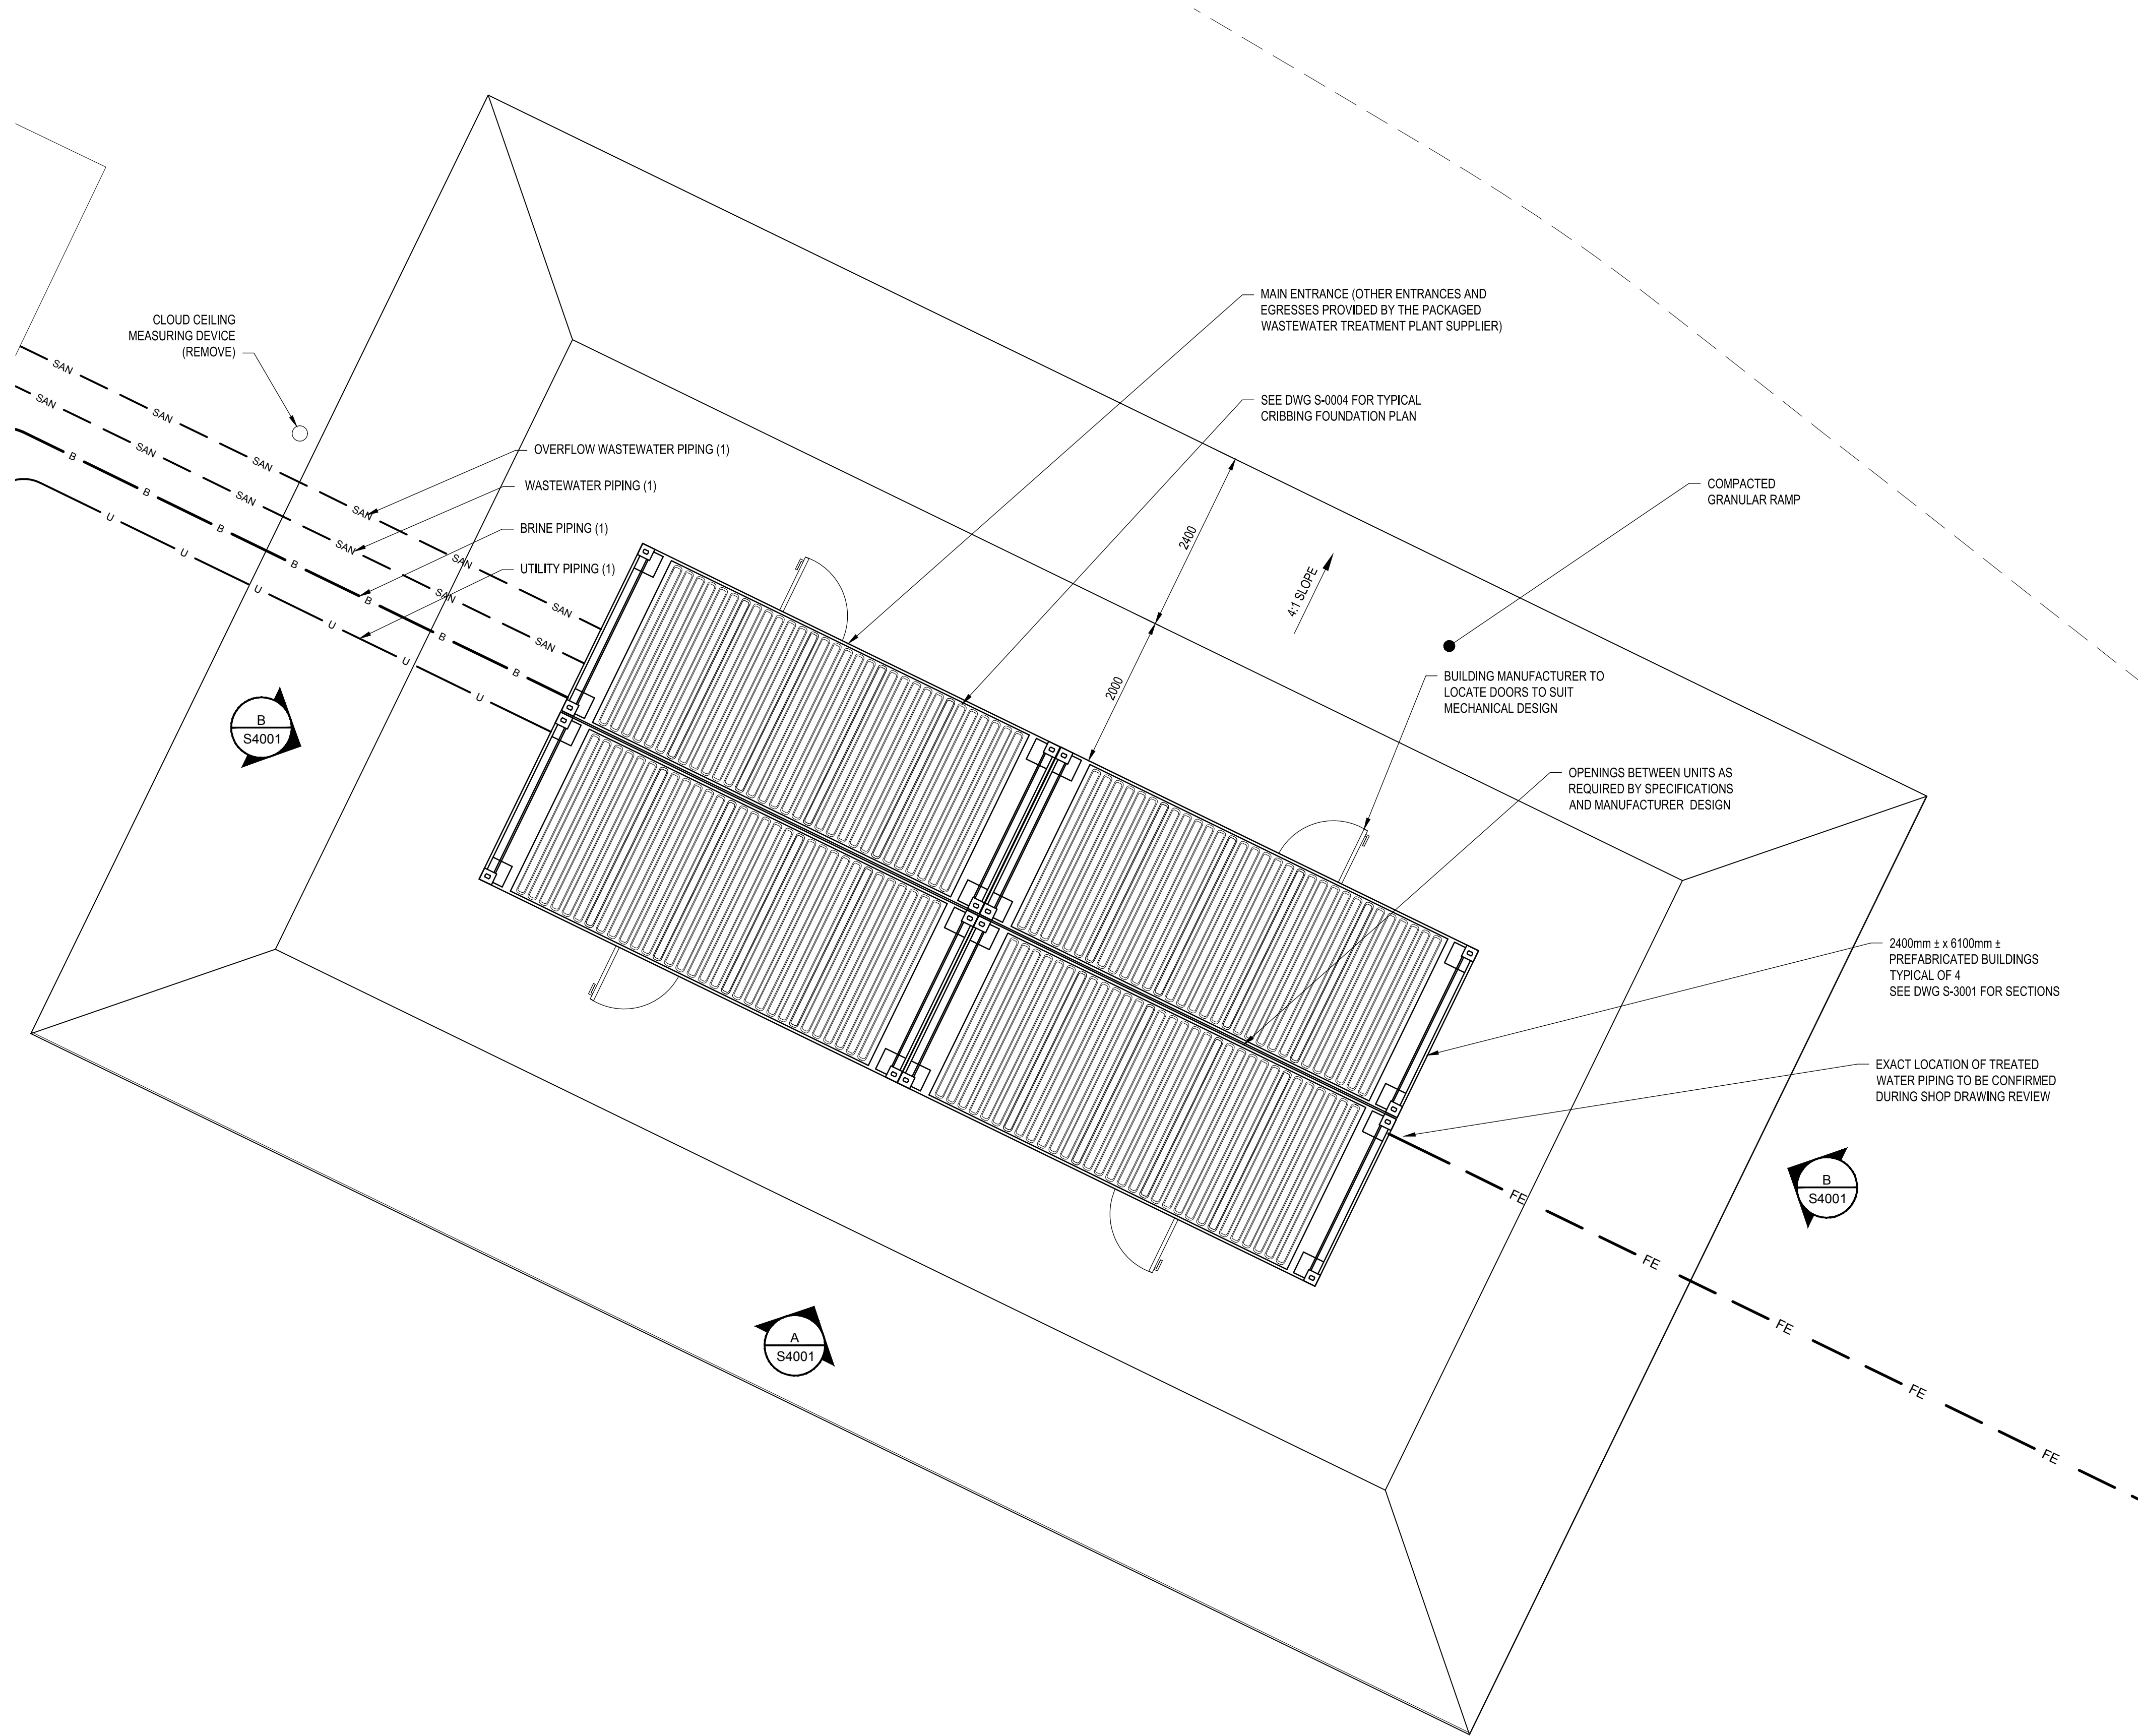 MAIN ENTRANCE (OTHER ENTRANCES AND
EGRESSES PROVIDED BY THE PACKAGED
WASTEWATER TREATMENT PLANT SUPPLIER)
CLOUD CEILING
MEASURING DEVICE
(REMOVE)
SEE DWG S-0004 FOR TYPICAL
CRIBBING FOUNDATION PLAN
OVERFLOW WASTEWATER PIPING (1)
WASTEWATER PIPING (1)
BRINE PIPING (1)
UTILITY PIPING (1)
SAN
SAN
SAN
SAN
SAN
SAN
SAN
SAN
SAN
SAN
SAN
SAN
B
B
B
B
B
B
B
U
U
U
U
U
U
COMPACTED
GRANULAR RAMP
2400
4:1 SLOPE
2000
BUILDING MANUFACTURER TO
LOCATE DOORS TO SUIT
MECHANICAL DESIGN
B
S4001
OPENINGS BETWEEN UNITS AS
REQUIRED BY SPECIFICATIONS
AND MANUFACTURER DESIGN
2400mm ± x 6100mm ±
PREFABRICATED BUILDINGS
TYPICAL OF 4
SEE DWG S-3001 FOR SECTIONS
EXACT LOCATION OF TREATED
WATER PIPING TO BE CONFIRMED
DURING SHOP DRAWING REVIEW
B
S4001
FE
FE
FE
FE
FE
A
S4001